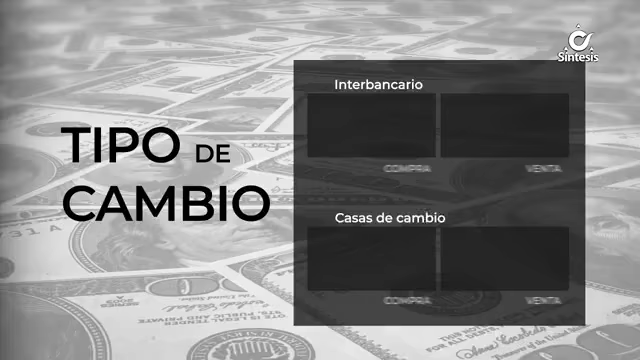 Síntesis
Interbancario
COMPRA VENTA
TIPO DE
CAMBIO
Casas de cambio
COMPRA VENTA